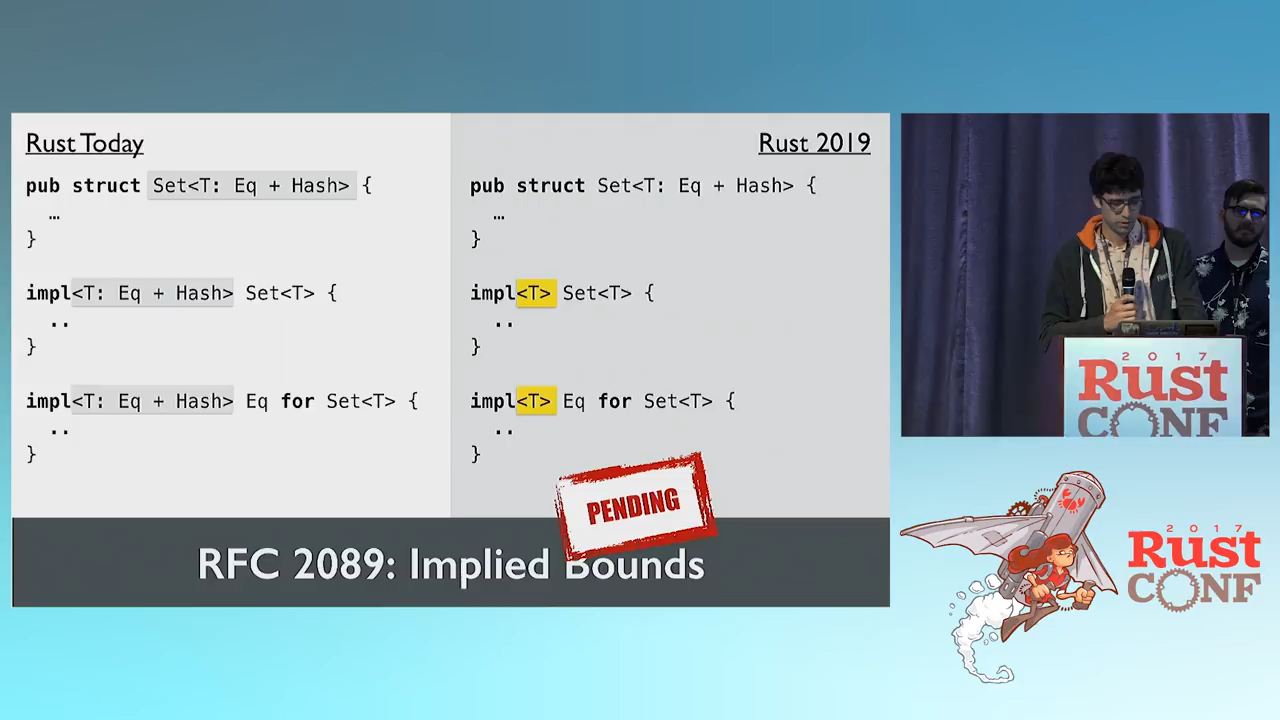 Rust Today
pub struct Set<T: Eq + Hash> {
…
}
impl<T: Eq + Hash> Set<T> {
..
}
impl<T: Eq + Hash> Eq for Set<T> {
..
}
Rust 2019
pub struct Set<T: Eq + Hash> {
…
}
impl<T> Set<T> {
..
}
impl<T> Eq for Set<T> {
..
}
PENDING
RFC 2089: Implied Bounds
2017
Rust
CONF
2017
Rust
CONF